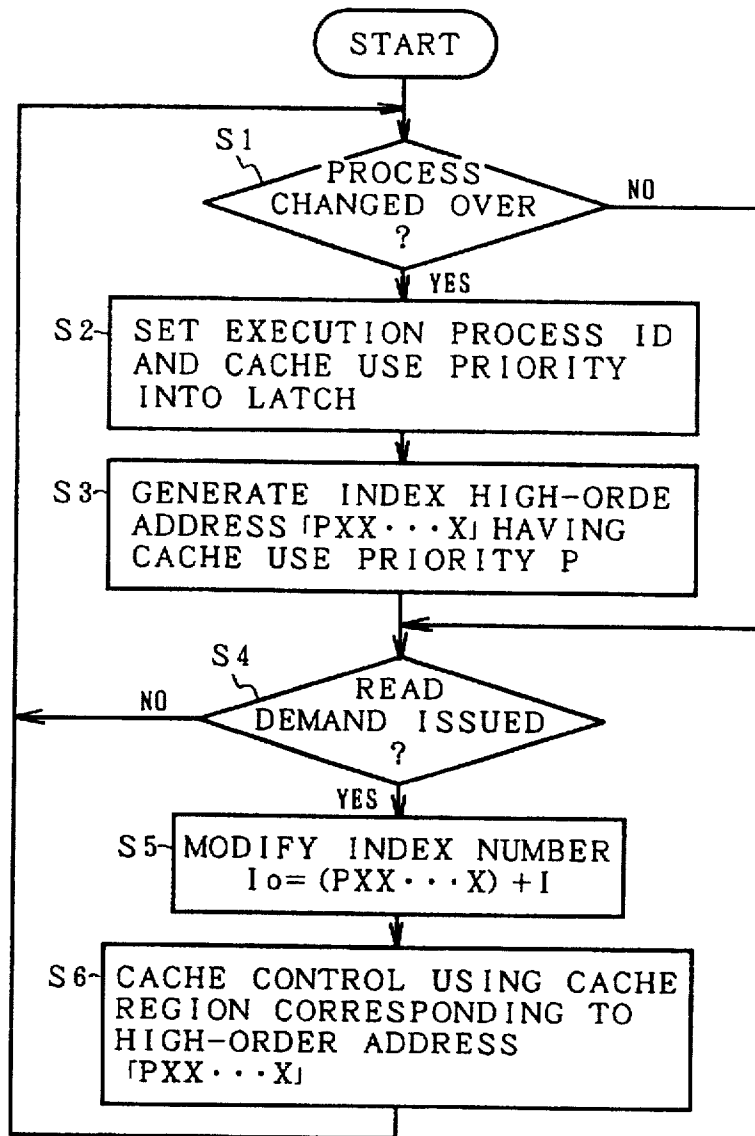 START
S1
PROCESS
CHANGED OVER
?
NO
YES
S2
SET EXECUTION PROCESS ID
AND CACHE USE PRIORITY
INTO LATCH
S3
GENERATE INDEX HIGH-ORDE
ADDRESS「PXX···X」HAVING
CACHE USE PRIORITY P
S4
READ
DEMAND ISSUED
?
NO
YES
S5
MODIFY INDEX NUMBER
Io=(PXX···X)+I
S6
CACHE CONTROL USING CACHE
REGION CORRESPONDING TO
HIGH-ORDER ADDRESS
「PXX···X」